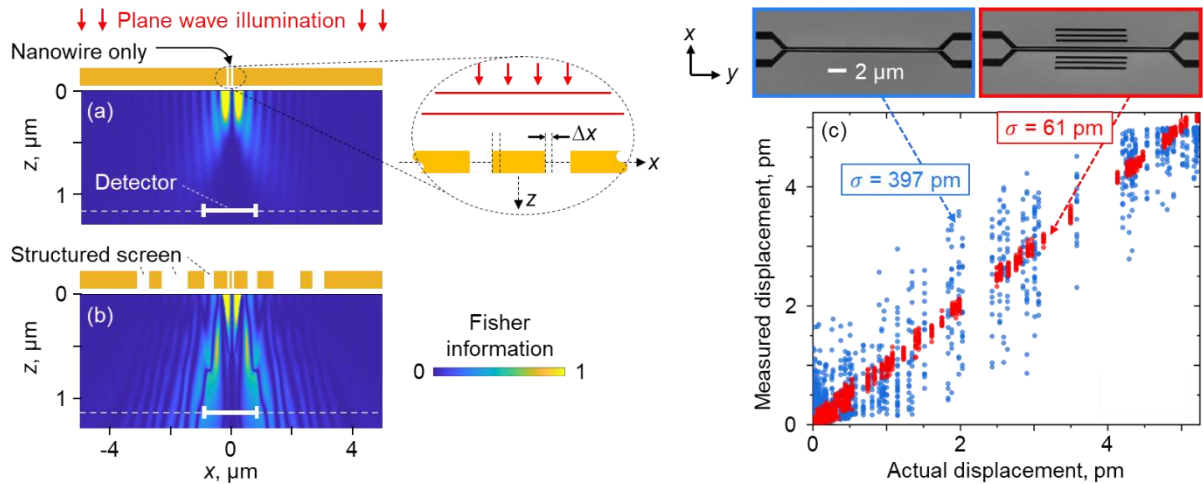 Plane wave illumination
Nanowire only
0
(a)
z, μm
1
Detector
Δx
x
z
Structured screen
0
(b)
z, μm
1
-4
0
4
x, μm
Fisher
information
0
1
x
y
2 μm
(c)
σ = 397 pm
σ = 61 pm
Measured displacement, pm
4
2
0
0
2
4
Actual displacement, pm